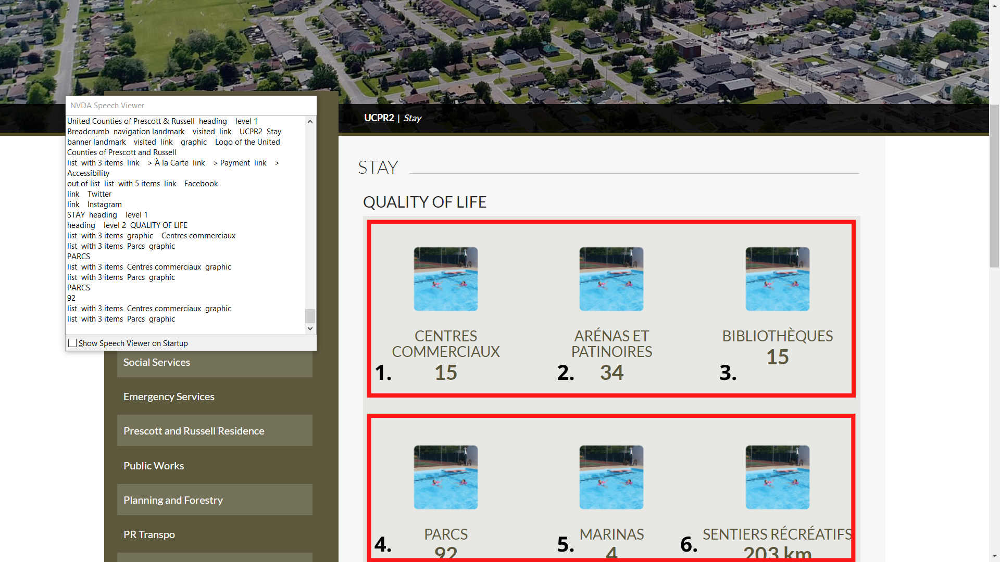 NVDA Speech Viewer
United Counties of Prescott & Russell  heading    level 1
Breadcrumb  navigation landmark    visited  link    UCPR2  Stay
banner landmark    visited  link    graphic    Logo of the United
Counties of Prescott and Russell
list  with 3 items  link    > À la Carte  link    > Payment  link    >
Accessibility
out of list  list  with 5 items  link    Facebook
link    Twitter
link    Instagram
STAY  heading    level 1
heading    level 2  QUALITY OF LIFE
list  with 3 items  graphic    Centres commerciaux
list  with 3 items  Parcs  graphic
PARCS
list  with 3 items  Centres commerciaux  graphic
list  with 3 items  Parcs  graphic
PARCS
92
list  with 3 items  Centres commerciaux  graphic
list  with 3 items  Parcs  graphic
Show Speech Viewer on Startup
Social Services
Emergency Services
Prescott and Russell Residence
Public Works
Planning and Forestry
PR Transpo
UCPR2 | Stay
STAY
QUALITY OF LIFE
CENTRES
COMMERCIAUX
1. 15
ARÉNAS ET
PATINOIRES
2. 34
BIBLIOTHÈQUES
15
3.
PARCS
4. 92
MARINAS
5. 4
SENTIERS RÉCRÉATIFS
6. 203 km